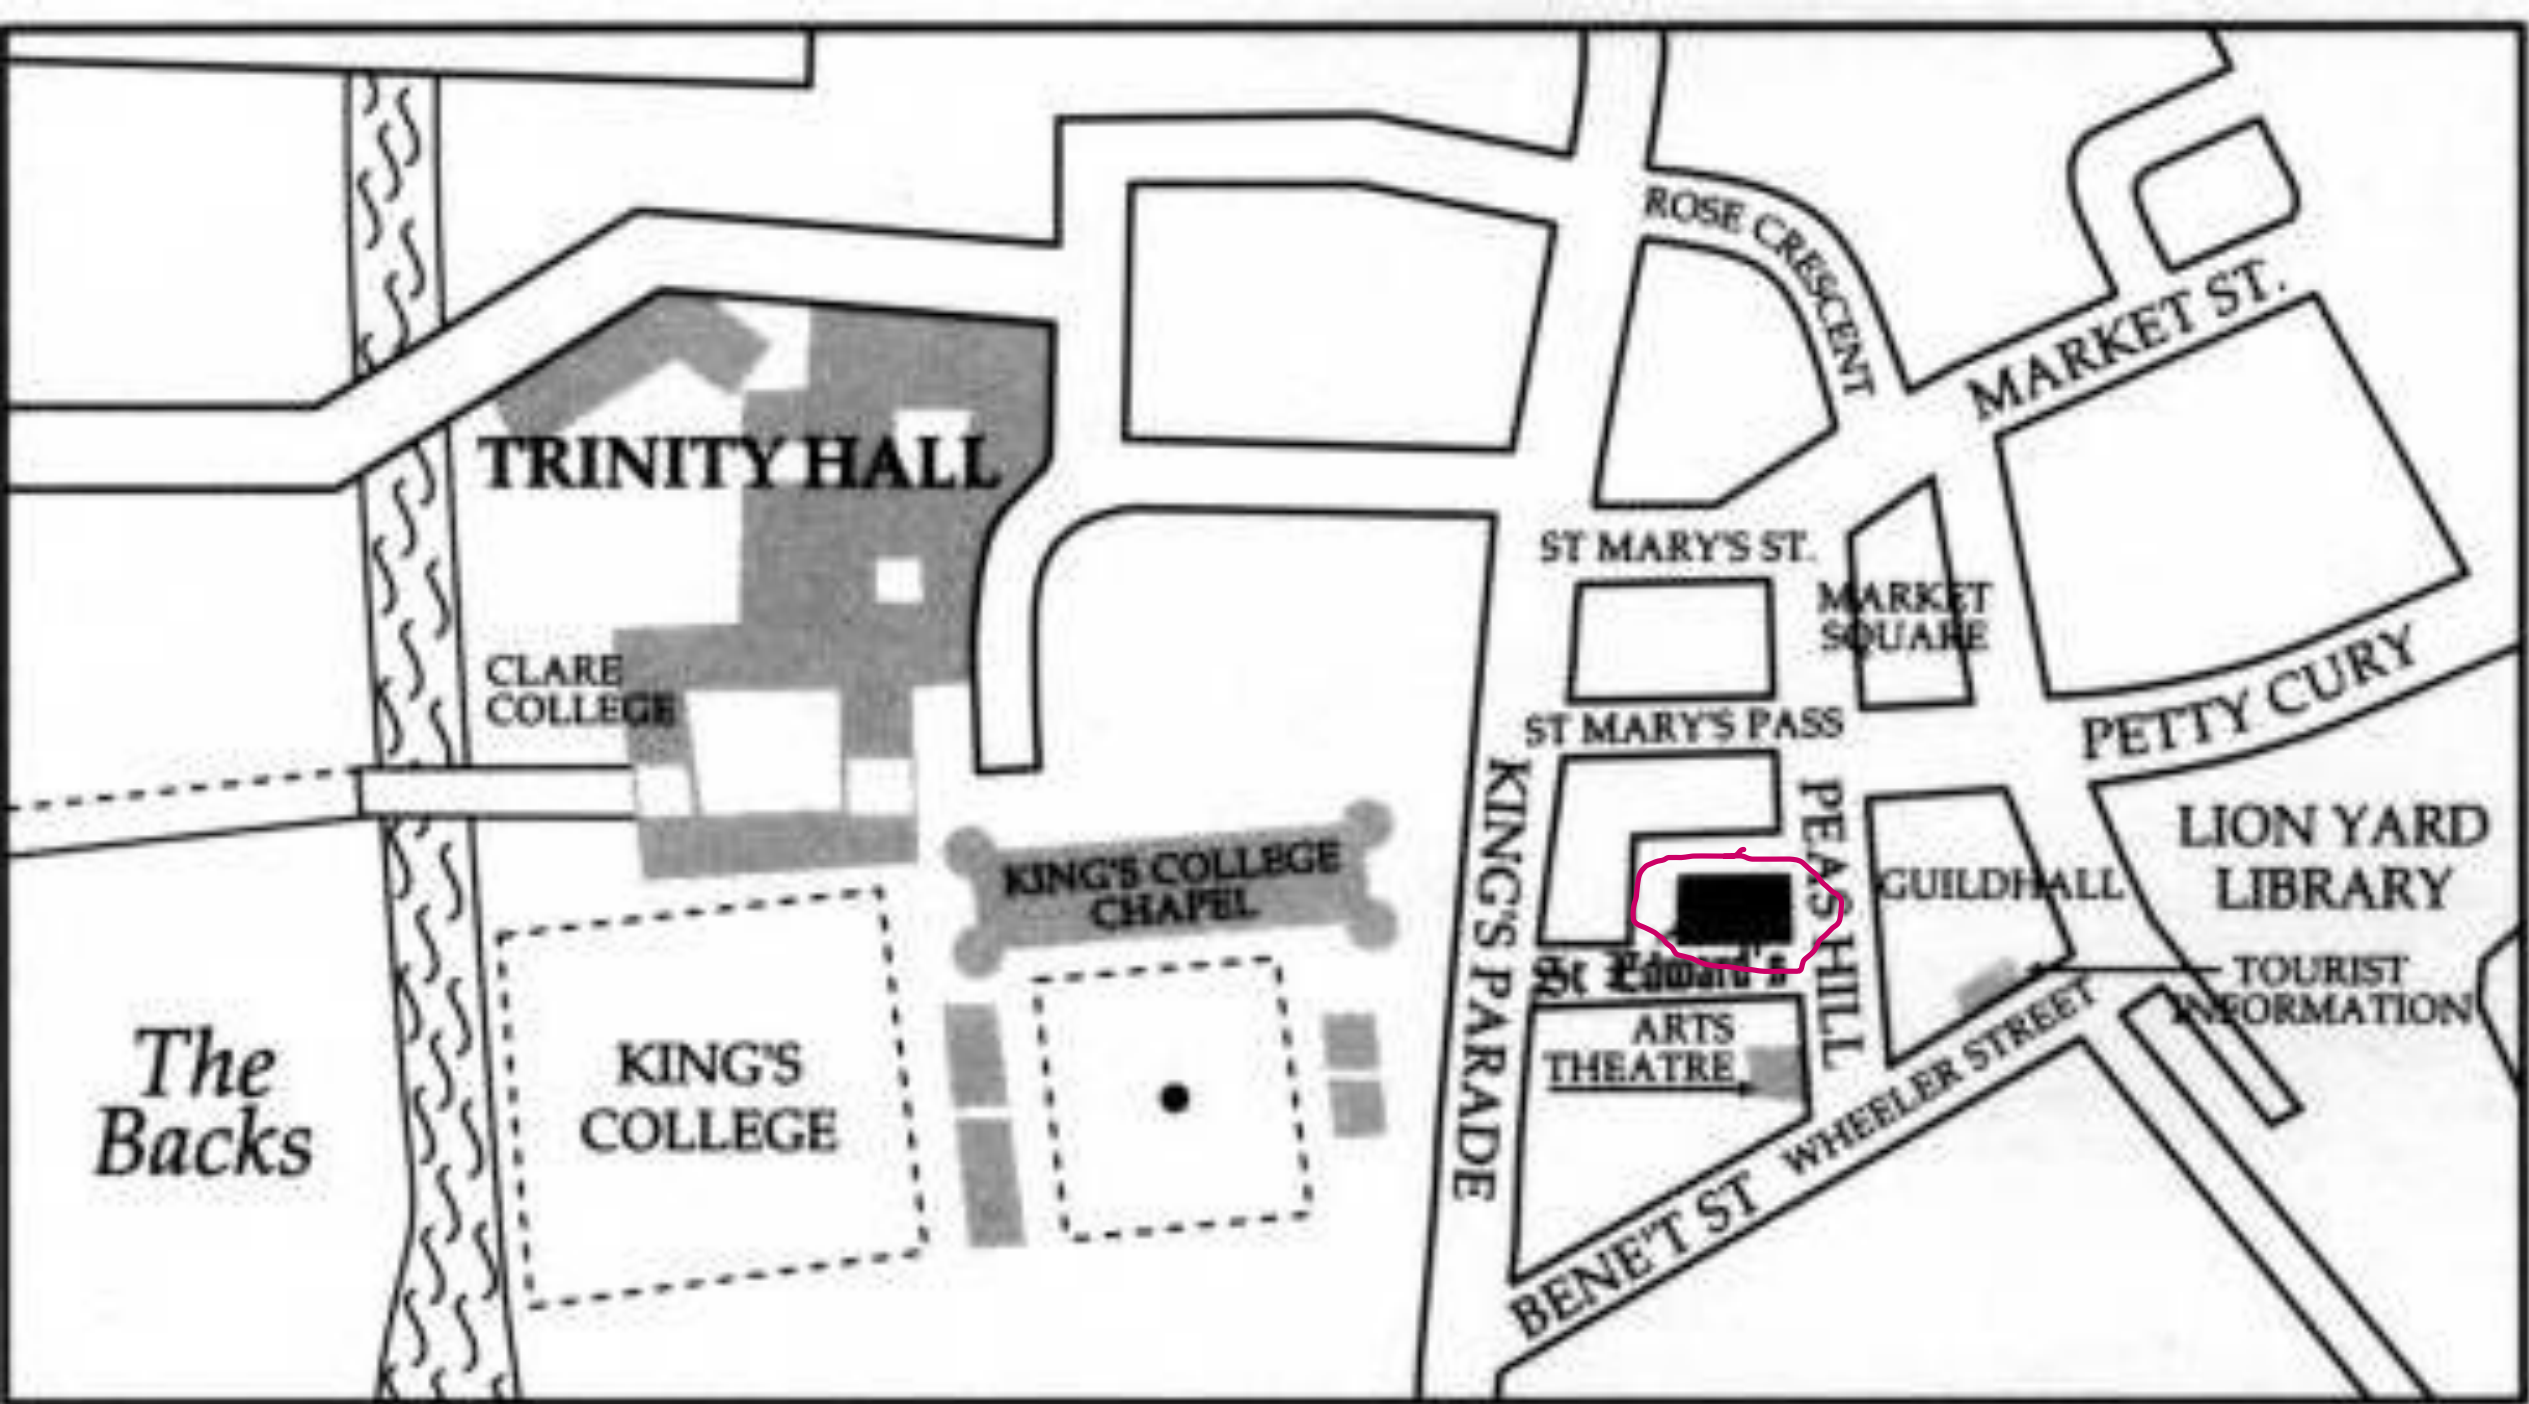 ROSE CRESCENT
MARKET ST.
TRINITY HALL
ST MARY'S ST.
MARKET
SQUARE
CLARE
COLLEGE
ST MARY'S PASS
PETTY CURY
KING'S PARADE
PEAS HILL
LION YARD
LIBRARY
KING'S COLLEGE
CHAPEL
GUILDHALL
St Edward's
TOURIST
INFORMATION
ARTS
THEATRE
The
Backs
KING'S
COLLEGE
WHEELER STREET
BENE'T ST